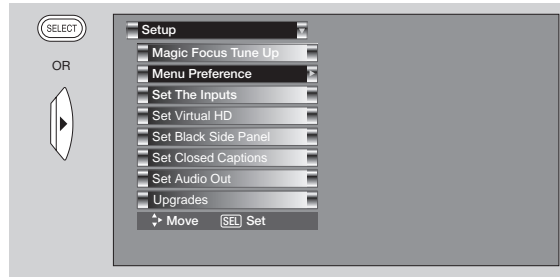 SELECT
OR
Setup
Magic Focus Tune Up
Menu Preference
Set The Inputs
Set Virtual HD
Set Black Side Panel
Set Closed Captions
Set Audio Out
Upgrades
Move SEL Set